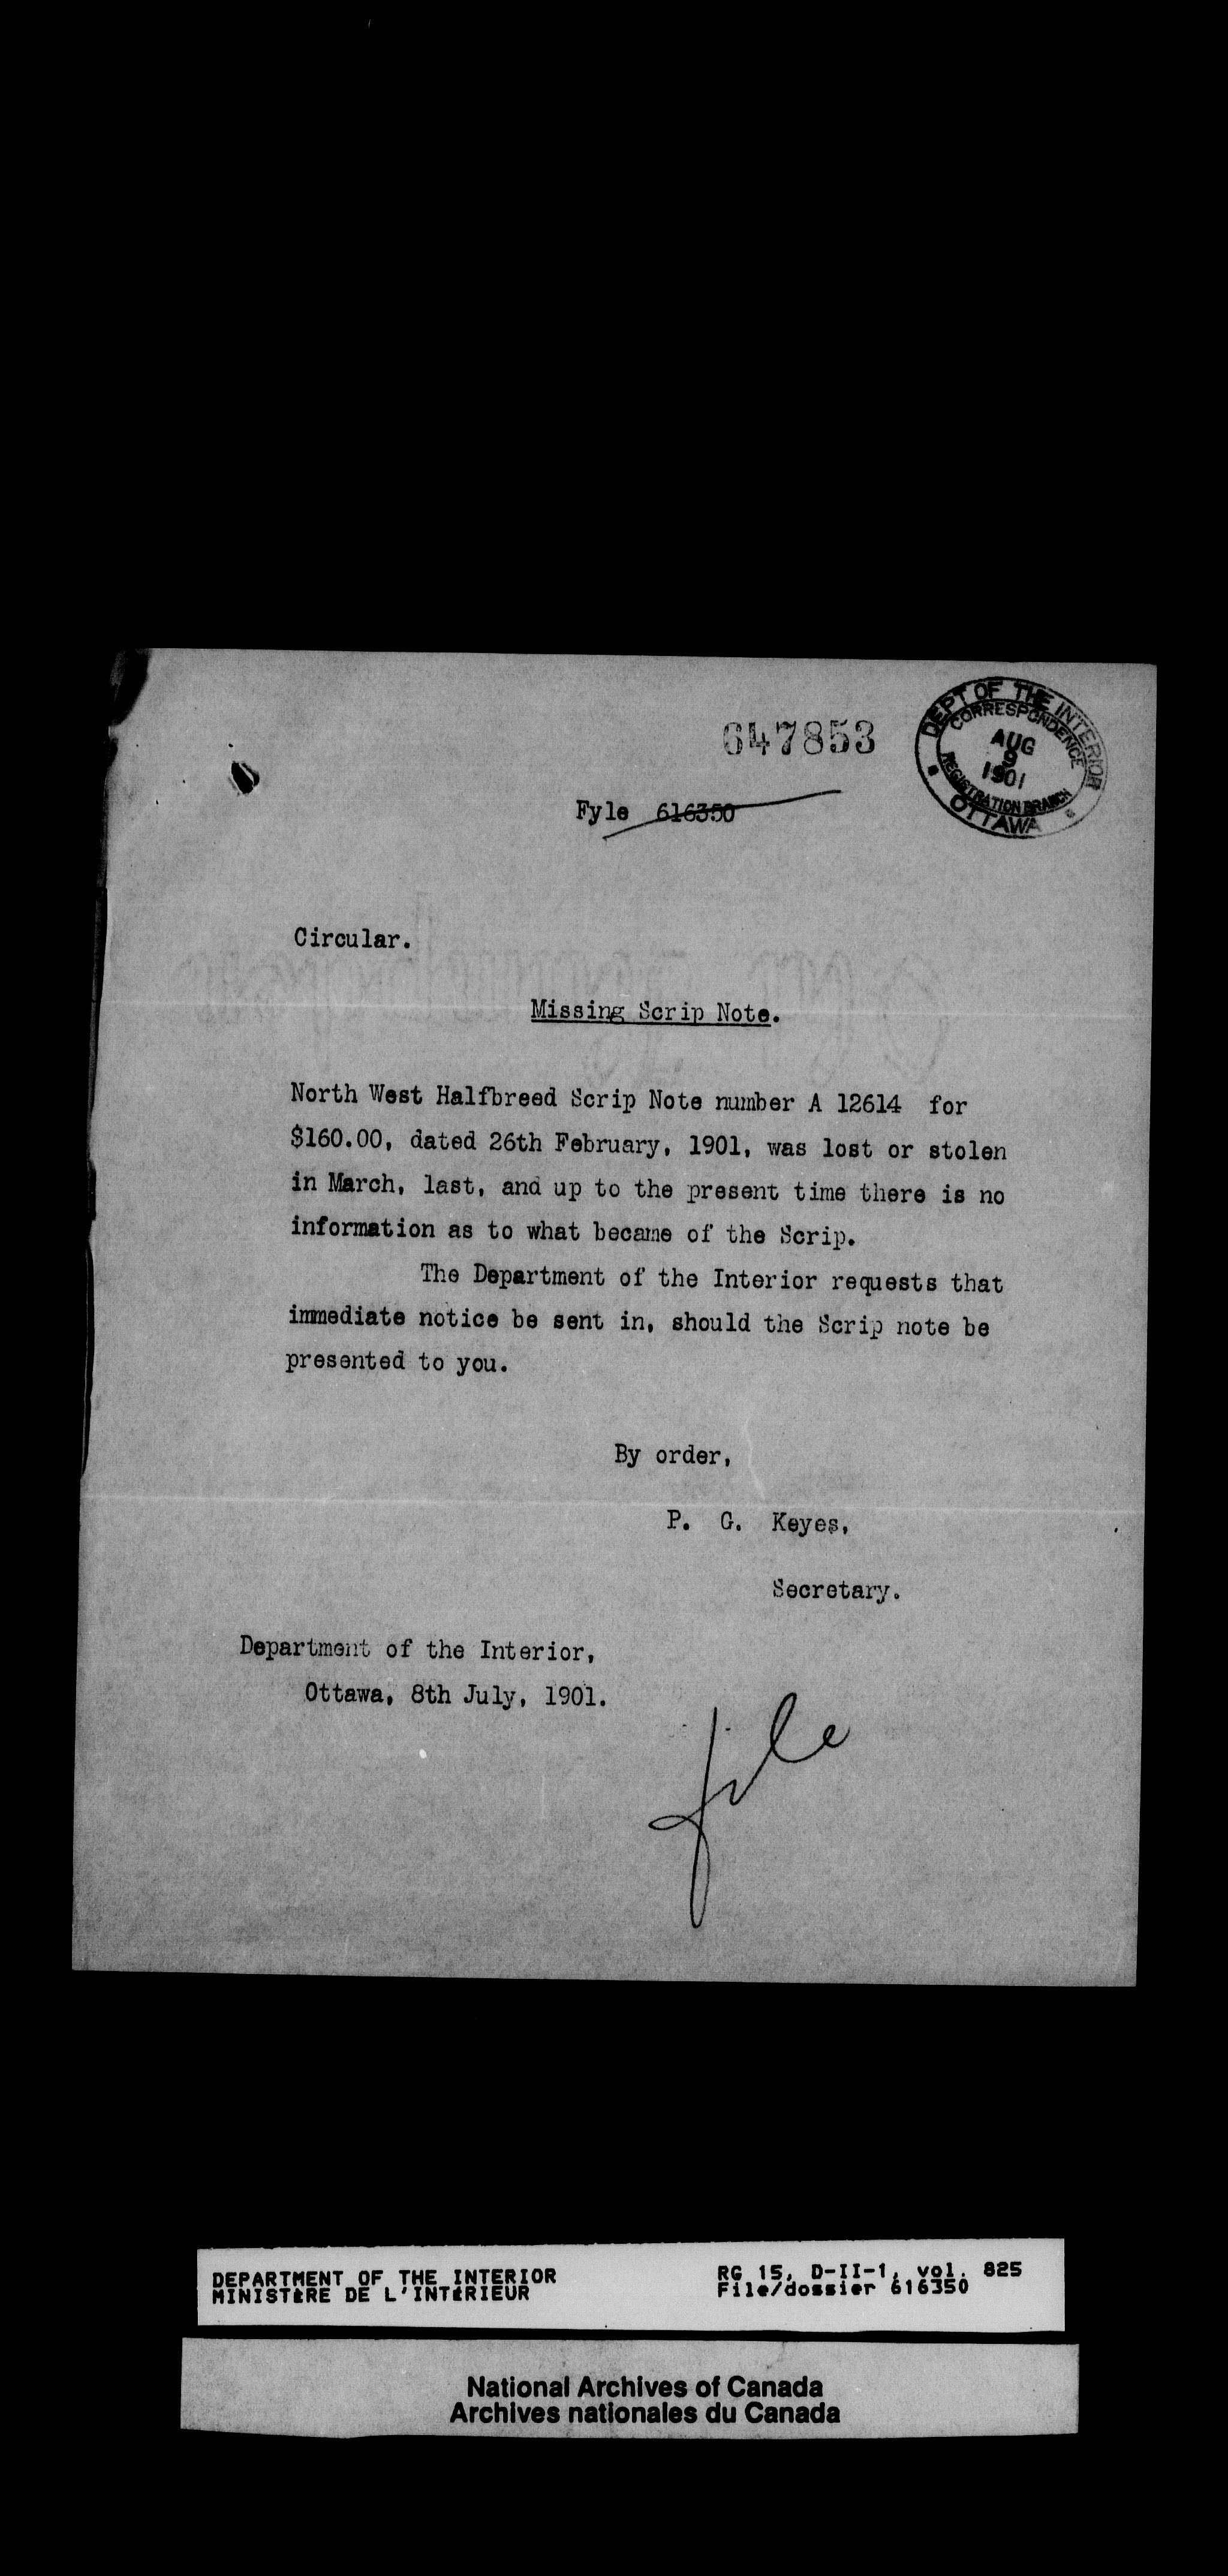 647853
DEPT OF THE INTERIOR
CORRESPONDENCE
AUG
9
1901
REGISTRATION BRANCH
OTTAWA
Fyle 616350
Circular.
Missing Scrip Note.
North West Halfbreed Scrip Note number A 12614 for
$160.00, dated 26th February, 1901, was lost or stolen
in March, last, and up to the present time there is no
information as to what became of the Scrip.
The Department of the Interior requests that
immediate notice be sent in, should the Scrip note be
presented to you.
By order,
P. G. Keyes,
Secretary.
Department of the Interior,
Ottawa, 8th July, 1901.
file
DEPARTMENT OF THE INTERIOR RG 15, D-II-1, vol. 825
MINISTÈRE DE L'INTÉRIEUR File/dossier 616350
National Archives of Canada
Archives nationales du Canada